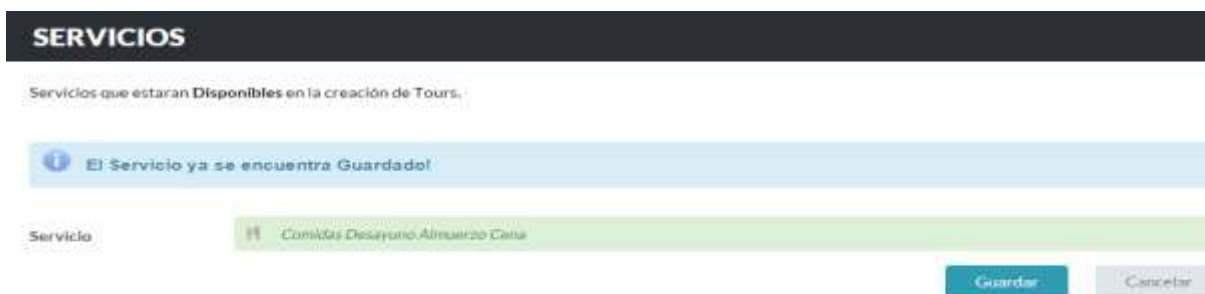 SERVICIOS
Servicios que estaran Disponibles en la creación de Tours.
El Servicio ya se encuentra Guardado!
Servicio
Comidas Desayuno Almuerzo Cena
Guardar Cancelar